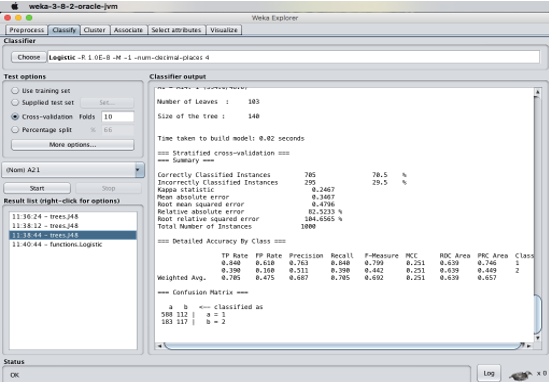 weka-3-8-2-oracle-jvm
Weka Explorer
Preprocess Classify Cluster Associate Select attributes Visualize
Classifier
Choose Logistic -R 1.0E-8 -M -1 -num-decimal-places 4
Test options
Use training set
Supplied test set Set...
Cross-validation Folds 10
Percentage split % 66
More options...
(Nom) A21
Start Stop
Result list (right-click for options)
11:36:24 - trees.J48
11:38:12 - trees.J48
11:38:44 - trees.J48
11:40:44 - functions.Logistic
Classifier output
Number of Leaves : 103
Size of the tree : 140
Time taken to build model: 0.02 seconds
=== Stratified cross-validation ===
=== Summary ===
Correctly Classified Instances 705 70.5 %
Incorrectly Classified Instances 295 29.5 %
Kappa statistic 0.2467
Mean absolute error 0.3467
Root mean squared error 0.4796
Relative absolute error 82.5233 %
Root relative squared error 104.6565 %
Total Number of Instances 1000
=== Detailed Accuracy By Class ===
TP Rate FP Rate Precision Recall F-Measure MCC ROC Area PRC Area Class
0.840 0.610 0.763 0.840 0.799 0.251 0.639 0.746 1
0.390 0.160 0.511 0.390 0.442 0.251 0.639 0.449 2
Weighted Avg. 0.705 0.475 0.687 0.705 0.692 0.251 0.639 0.657
=== Confusion Matrix ===
a b <-- classified as
588 112 | a = 1
183 117 | b = 2
Status
OK
Log x 0